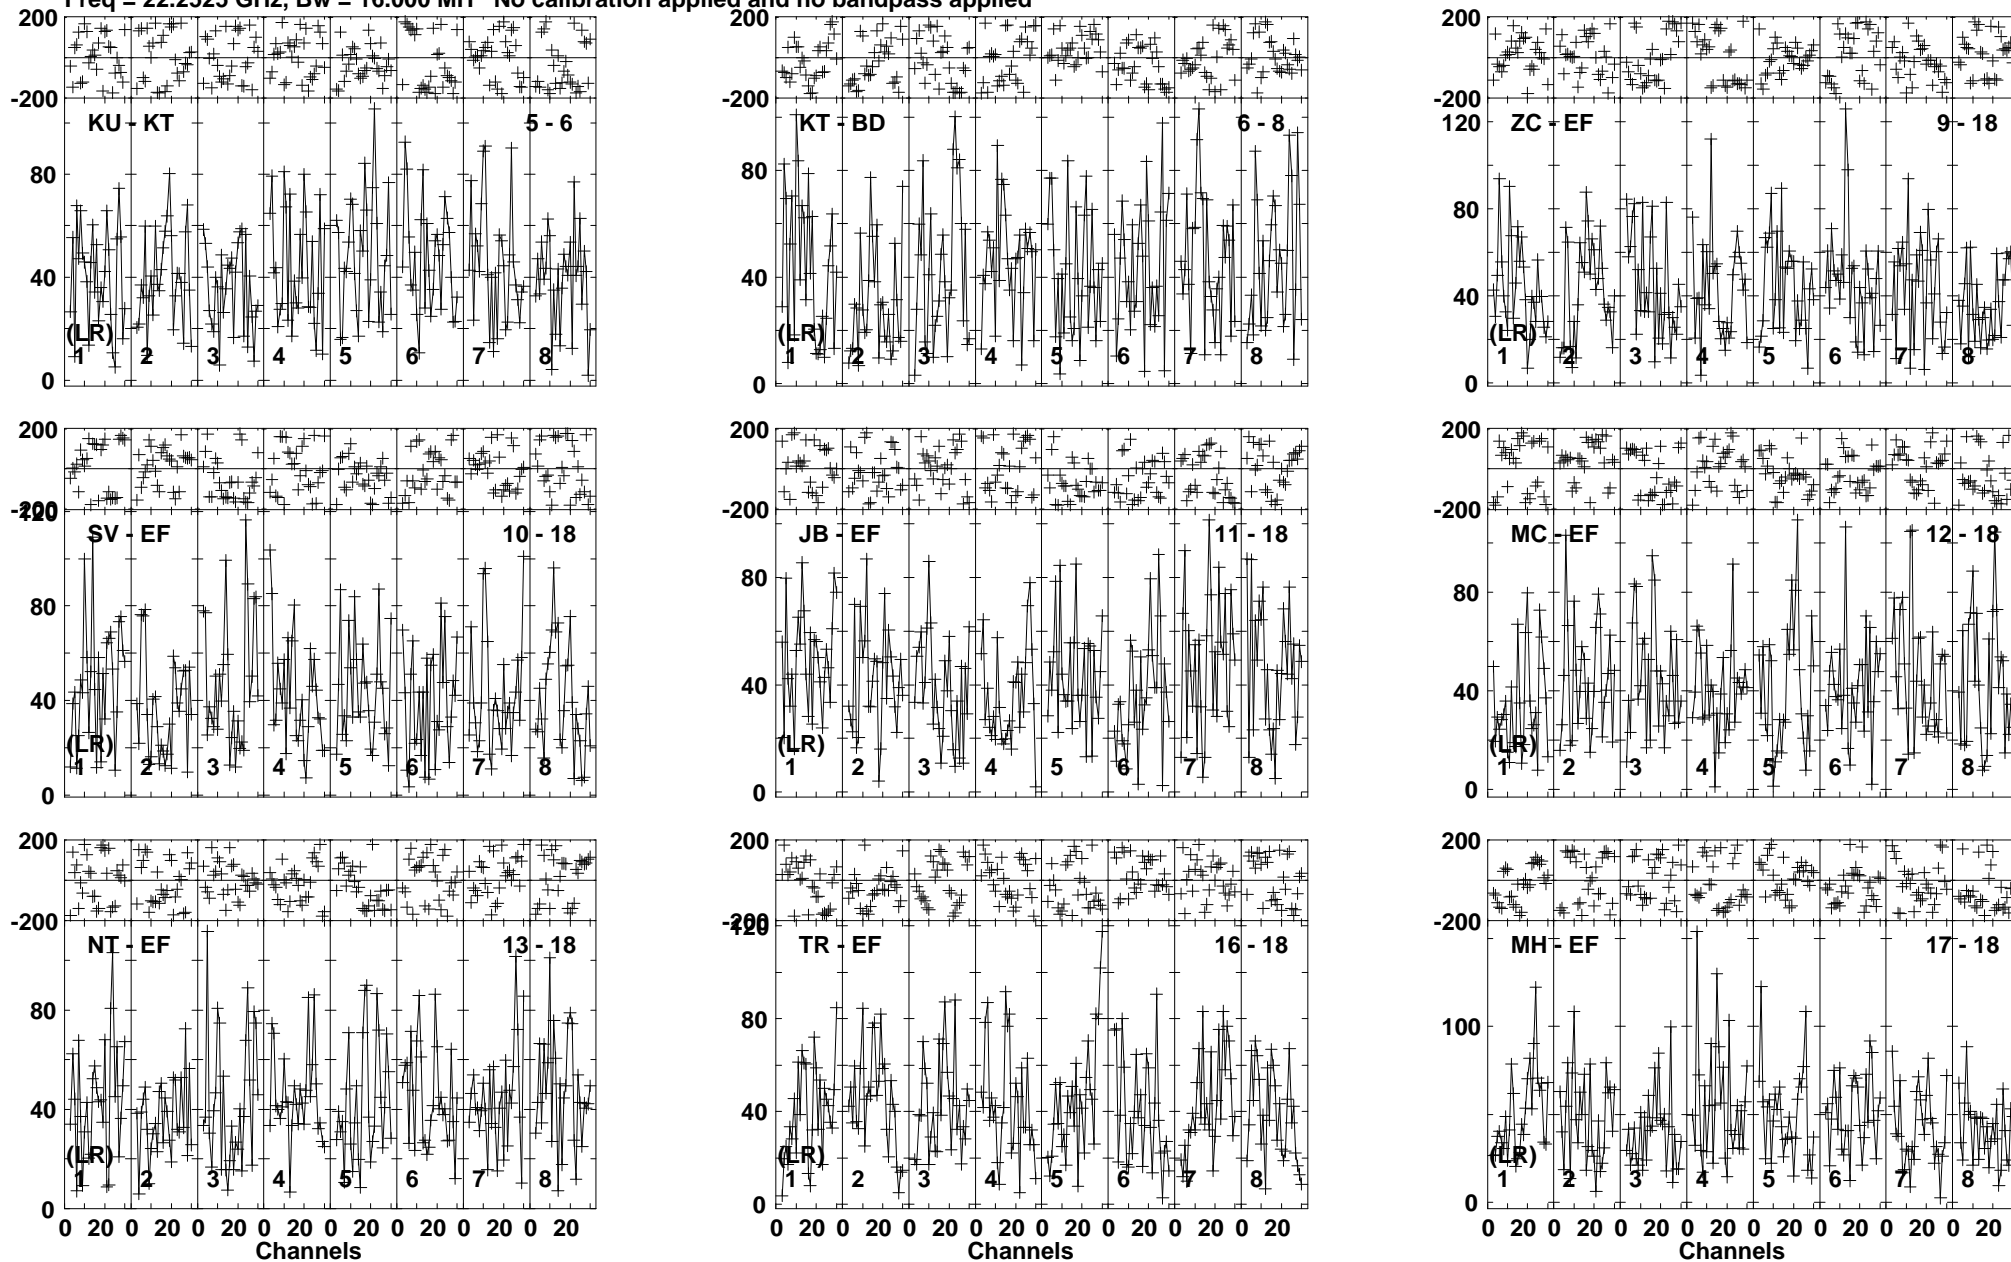 Freq = 22.2525 GHz, Bw = 16.000 MH No calibration applied and no bandpass applied
200 200 200
-200 -200 -200
KU - KT 5 - 6 KT - BD 6 - 8 ZC - EF 9 - 18
120
80 80 80
40 40 40
(LR) (LR) (LR)
1 2 3 4 5 6 7 8 1 2 3 4 5 6 7 8 1 2 3 4 5 6 7 8
0 0 0
200 200 200
-200 -200 -200
120
SV - EF 10 - 18 JB - EF 11 - 18 MC - EF 12 - 18
80 80 80
40 40 40
(LR) (LR) (LR)
1 2 3 4 5 6 7 8 1 2 3 4 5 6 7 8 1 2 3 4 5 6 7 8
0 0 0
200 200 200
-200 -200 -200
120
NT - EF 13 - 18 TR - EF 16 - 18 MH - EF 17 - 18
80 80 100
40 40
(LR) (LR) (LR)
1 2 3 4 5 6 7 8 1 2 3 4 5 6 7 8 1 2 3 4 5 6 7 8
0 0 0
0 20 0 20 0 20 0 20 0 20 0 20 0 20 0 20 0 20 0 20 0 20 0 20 0 20 0 20 0 20 0 20 0 20 0 20 0 20 0 20 0 20 0 20 0 20 0 20
Channels Channels Channels